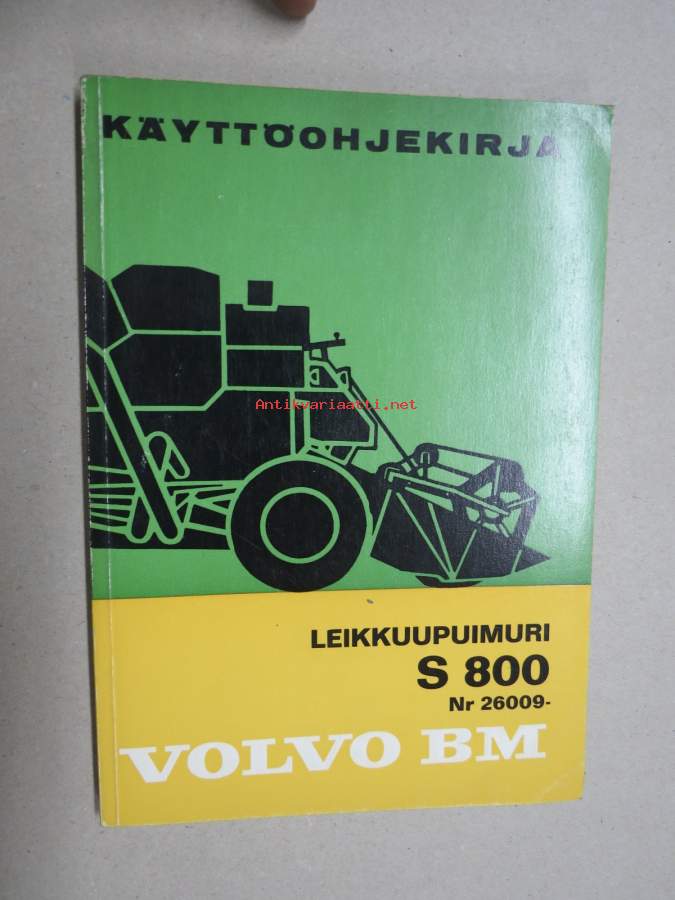 KÄYTTÖOHJEKIRJA
Antikvariaatti.net
LEIKKUUPUIMURI
S 800
Nr 26009-
VOLVO BM